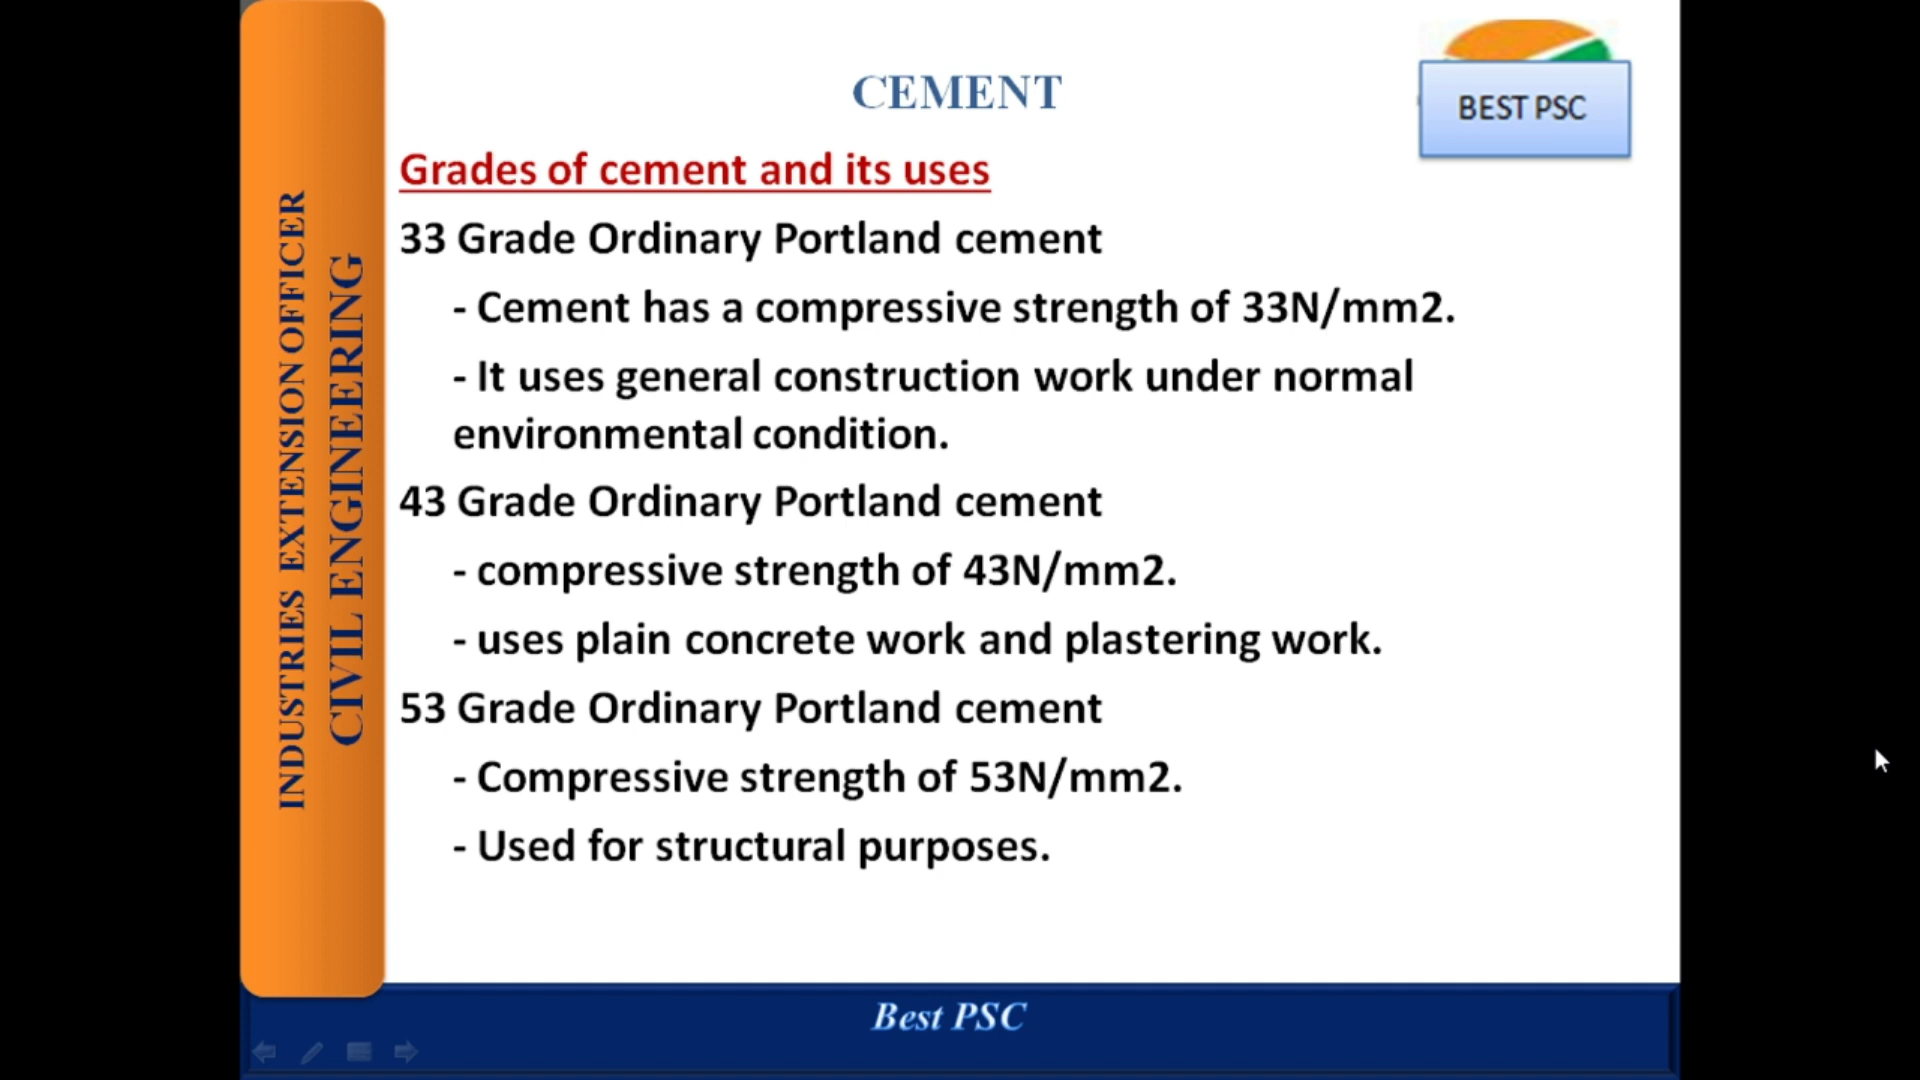 CEMENT
BEST PSC
Grades of cement and its uses
33 Grade Ordinary Portland cement
- Cement has a compressive strength of 33N/mm2.
- It uses general construction work under normal
environmental condition.
43 Grade Ordinary Portland cement
- compressive strength of 43N/mm2.
- uses plain concrete work and plastering work.
53 Grade Ordinary Portland cement
- Compressive strength of 53N/mm2.
- Used for structural purposes.
INDUSTRIES EXTENSION OFFICER
CIVIL ENGINEERING
Best PSC